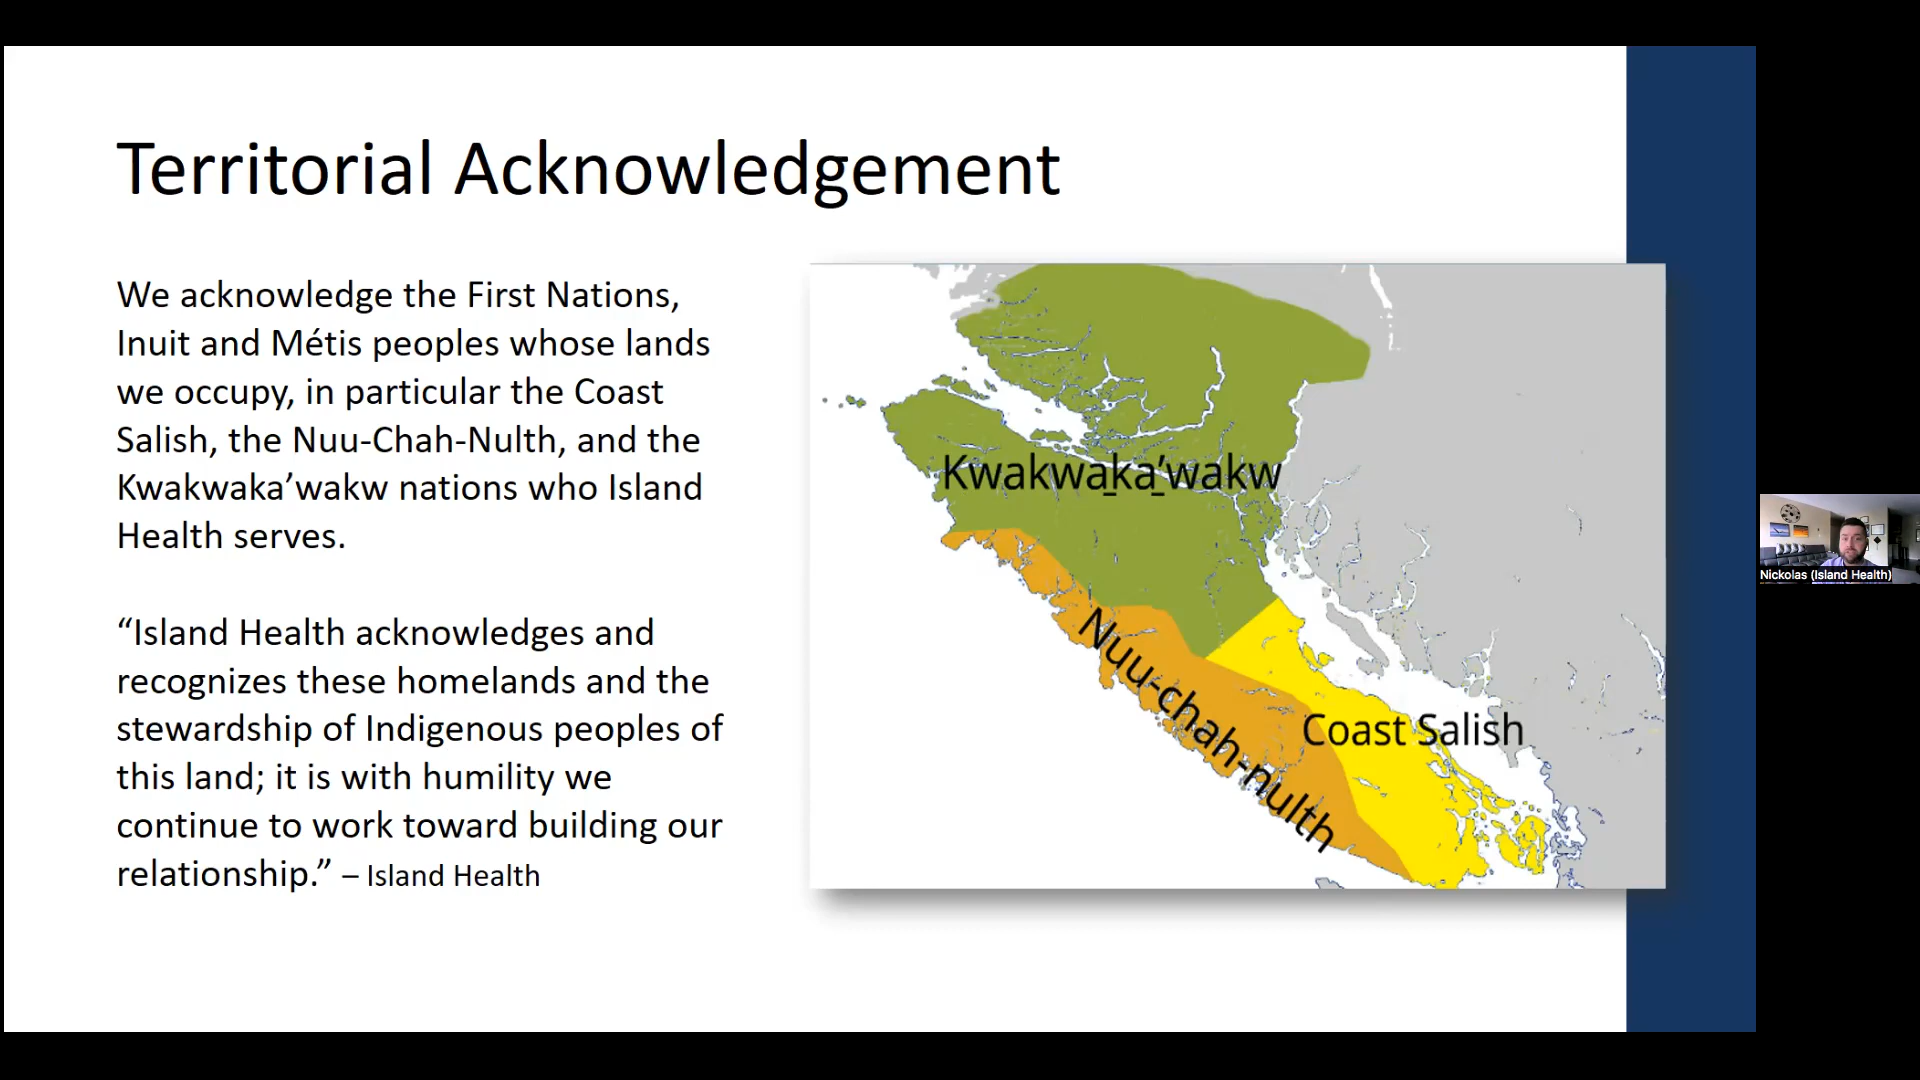 Territorial Acknowledgement
We acknowledge the First Nations,
Inuit and Métis peoples whose lands
we occupy, in particular the Coast
Salish, the Nuu-Chah-Nulth, and the
Kwakwaka’wakw nations who Island
Health serves.
“Island Health acknowledges and
recognizes these homelands and the
stewardship of Indigenous peoples of
this land; it is with humility we
continue to work toward building our
relationship.” – Island Health
Kwakwa̱ka̱’wakw
Nuu-chah-nulth
Coast Salish
Nickolas (Island Health)